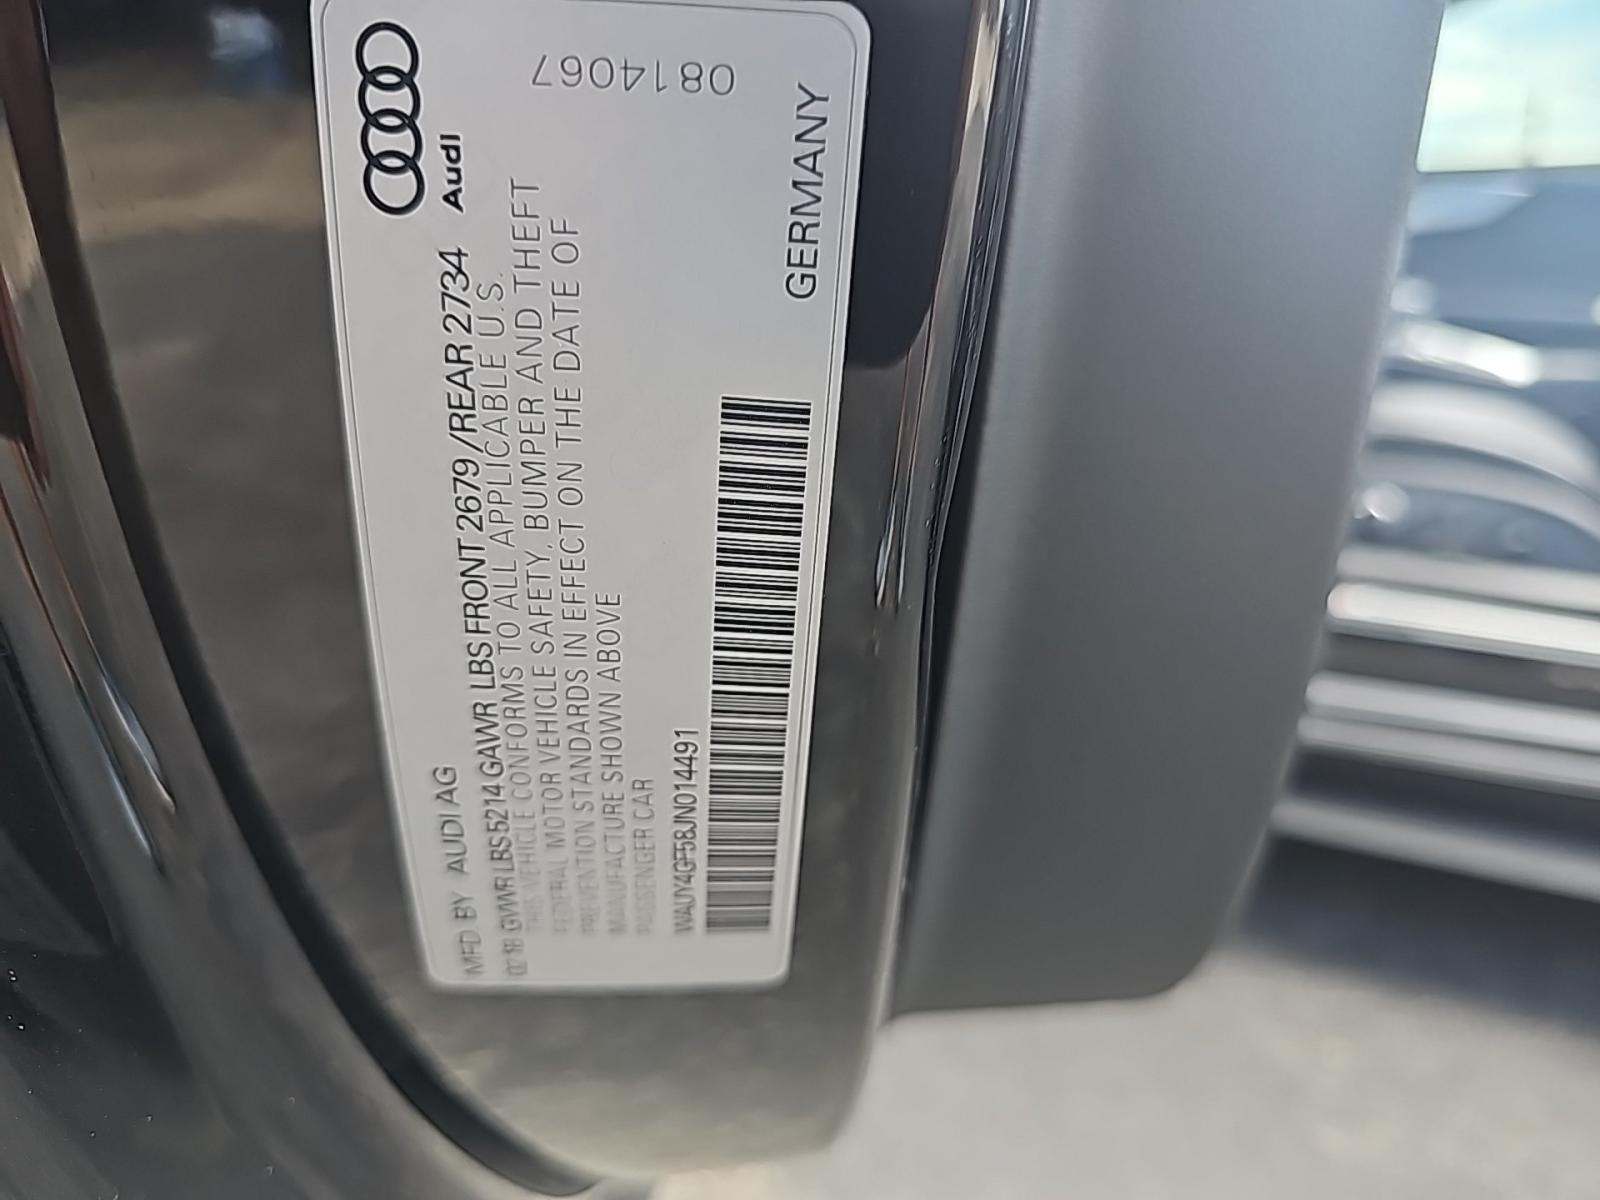 Audi
MFD BY AUDI AG
02 18 GVWR LBS 5214 GAWR LBS FRONT 2679/REAR 2734
THIS VEHICLE CONFORMS TO ALL APPLICABLE U.S.
FEDERAL MOTOR VEHICLE SAFETY, BUMPER AND THEFT
PREVENTION STANDARDS IN EFFECT ON THE DATE OF
MANUFACTURE SHOWN ABOVE
PASSENGER CAR
WAUY4GF58JN014491
GERMANY
0814067